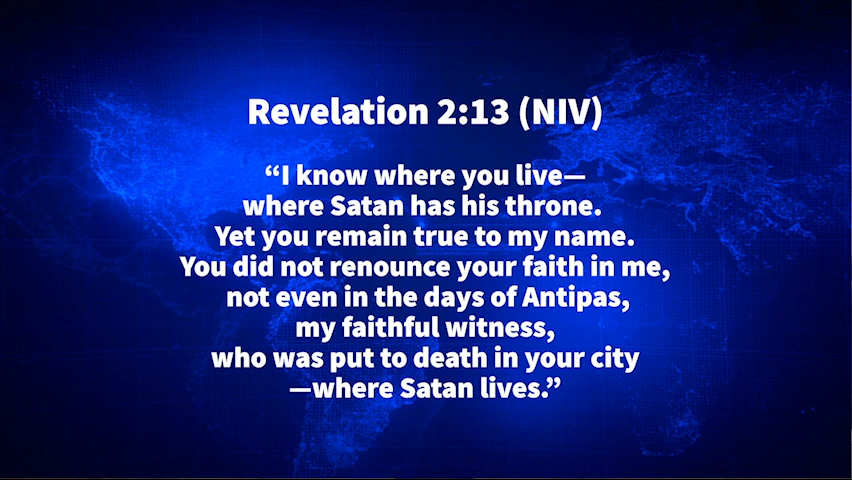 Revelation 2:13 (NIV)
“I know where you live—
where Satan has his throne.
Yet you remain true to my name.
You did not renounce your faith in me,
not even in the days of Antipas,
my faithful witness,
who was put to death in your city
—where Satan lives.”